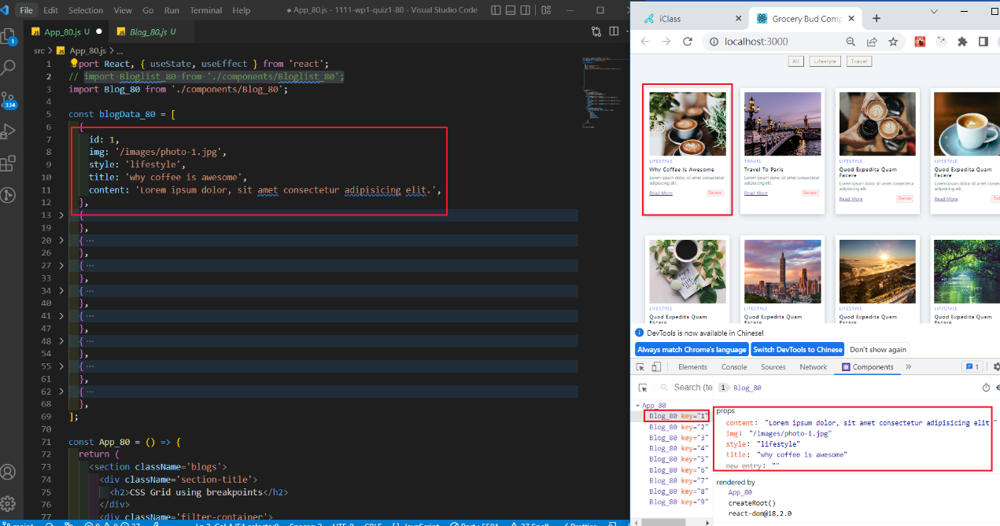 File Edit Selection View Go Run Terminal Help
● App_80.js - 1111-wp1-quiz1-80 - Visual Studio Code
App_80.js U ●
Blog_80.js U
src > App_80.js > ...
1 import React, { useState, useEffect } from 'react';
2 // import Bloglist_80 from './components/Bloglist_80';
3 import Blog_80 from './components/Blog_80';
4
5 const blogData_80 = [
6 {
7 id: 1,
8 img: '/images/photo-1.jpg',
9 style: 'lifestyle',
10 title: 'why coffee is awesome',
11 content: 'Lorem ipsum dolor, sit amet consectetur adipisicing elit.',
12 },
13 > { ...
19 },
20 > { ...
26 },
27 > { ...
33 },
34 > { ...
40 },
41 > { ...
47 },
48 > { ...
54 },
55 > { ...
61 },
62 > { ...
68 },
69 ];
70
71 const App_80 = () => {
72 return (
73 <section className='blogs'>
74 <div className='section-title'>
75 <h2>CSS Grid using breakpoints</h2>
76 </div>
77 <div className='filter-container'>
1
334
iClass
Grocery Bud Comp
localhost:3000
All Lifestyle Travel
LIFESTYLE
Why Coffee Is Awesome
Lorem ipsum dolor, sit amet consectetur
adipisicing elit.
Read More Delete
TRAVEL
Travel To Paris
Lorem ipsum dolor, sit amet consectetur
adipisicing elit.
Read More Delete
LIFESTYLE
Quod Expedita Quam
Facere
Lorem ipsum dolor, sit amet consectetur
adipisicing elit.
Read More Delete
LIFESTYLE
Quod Expedita Quam
Facere
Lorem ipsum dolor, sit amet
adipisicing elit.
Read More
LIFESTYLE
Quod Expedita Quam
Facere
LIFESTYLE
Quod Expedita Quam
Facere
LIFESTYLE
Quod Expedita Quam
Facere
LIFESTYLE
Quod Expedita Quam
Facere
DevTools is now available in Chinese!
Always match Chrome's language Switch DevTools to Chinese Don't show again
Elements Console Sources Network Components » 1
Search (te
1 Blog_80
App_80
Blog_80 key="1"
Blog_80 key="2"
Blog_80 key="3"
Blog_80 key="4"
Blog_80 key="5"
Blog_80 key="6"
Blog_80 key="7"
Blog_80 key="8"
Blog_80 key="9"
props
content: "Lorem ipsum dolor, sit amet consectetur adipisicing elit
img: "/images/photo-1.jpg"
style: "lifestyle"
title: "why coffee is awesome"
new entry: ""
rendered by
App_80
createRoot()
react-dom@18.2.0